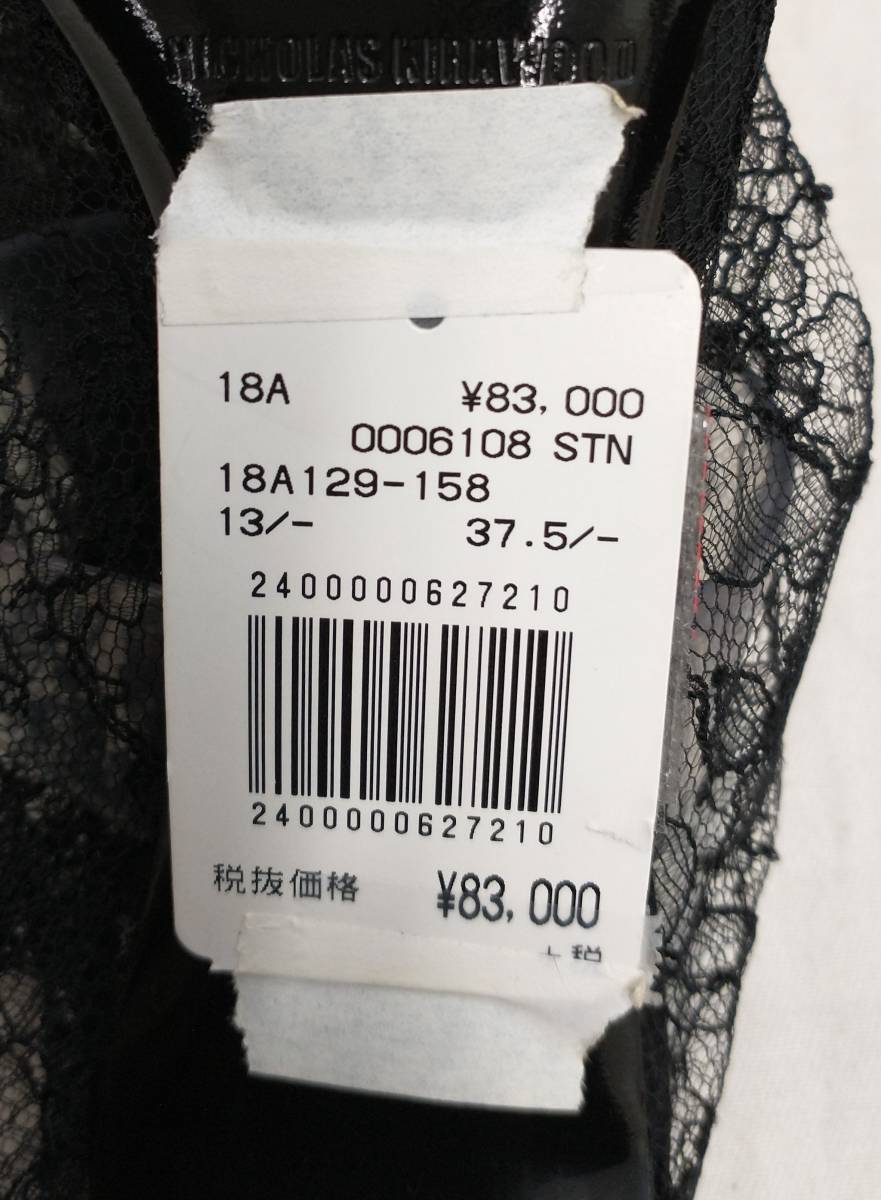 NICHOLAS KIRKWOOD
18A ¥83,000
0006108 STN
18A129-158
13/- 37.5/-
2400000627210
2400000627210
税抜価格 ¥83,000
+税